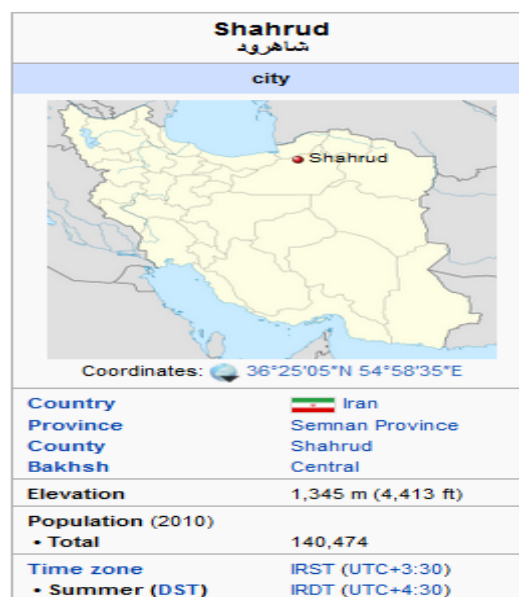 Shahrud
شاهرود
city
Shahrud
Coordinates: 36°25′05″N 54°58′35″E
Country Iran
Province Semnan Province
County Shahrud
Bakhsh Central
Elevation 1,345 m (4,413 ft)
Population (2010)
• Total 140,474
Time zone IRST (UTC+3:30)
• Summer (DST) IRDT (UTC+4:30)